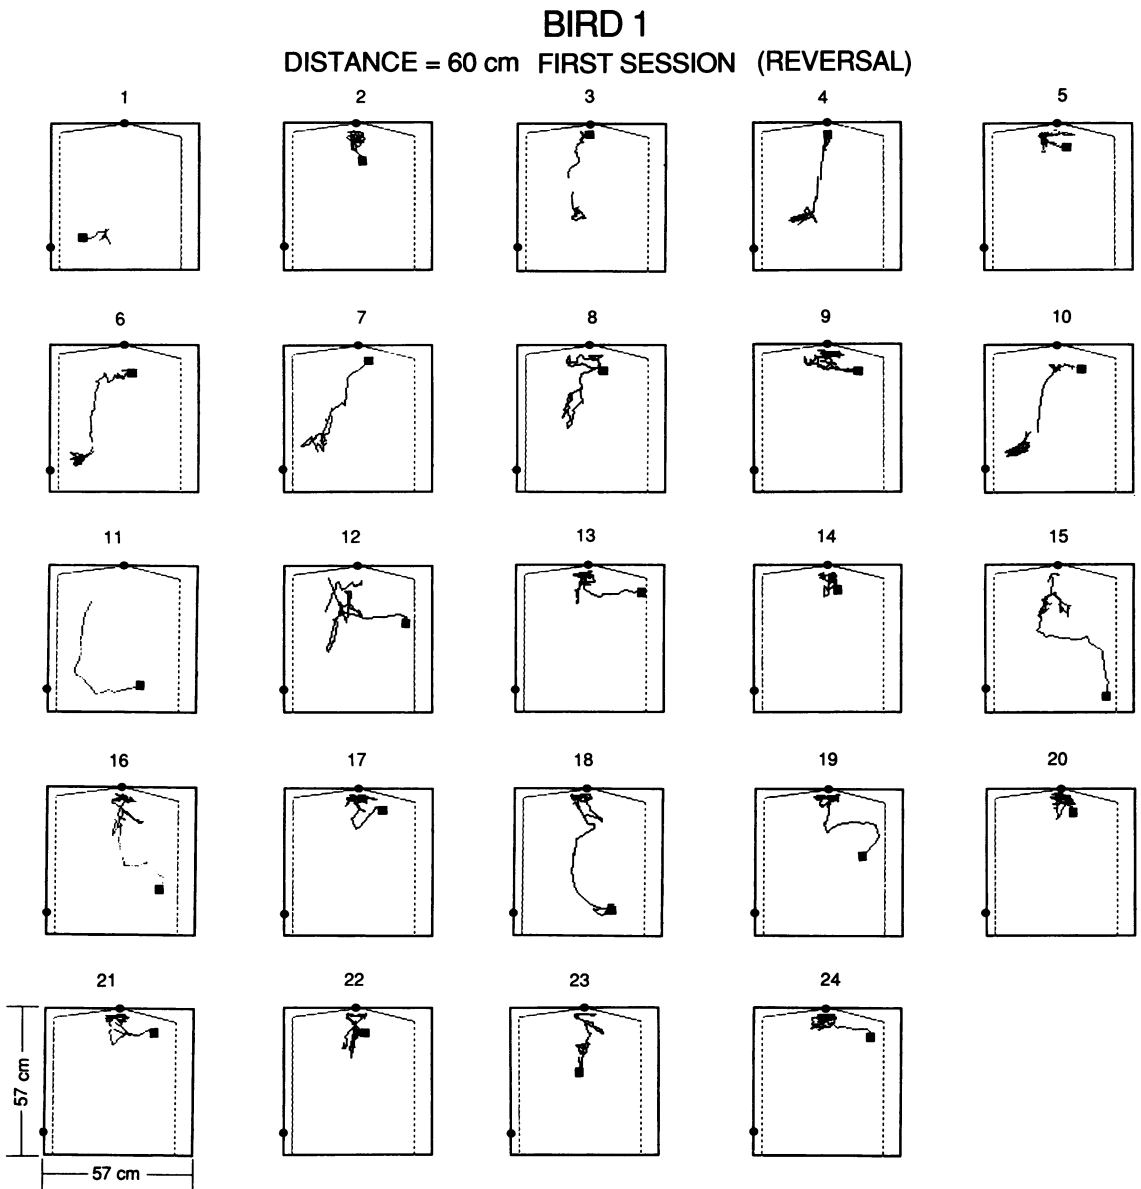 BIRD 1
DISTANCE = 60 cm FIRST SESSION (REVERSAL)
1 2 3 4 5
6 7 8 9 10
11 12 13 14 15
16 17 18 19 20
21 22 23 24
57 cm
57 cm